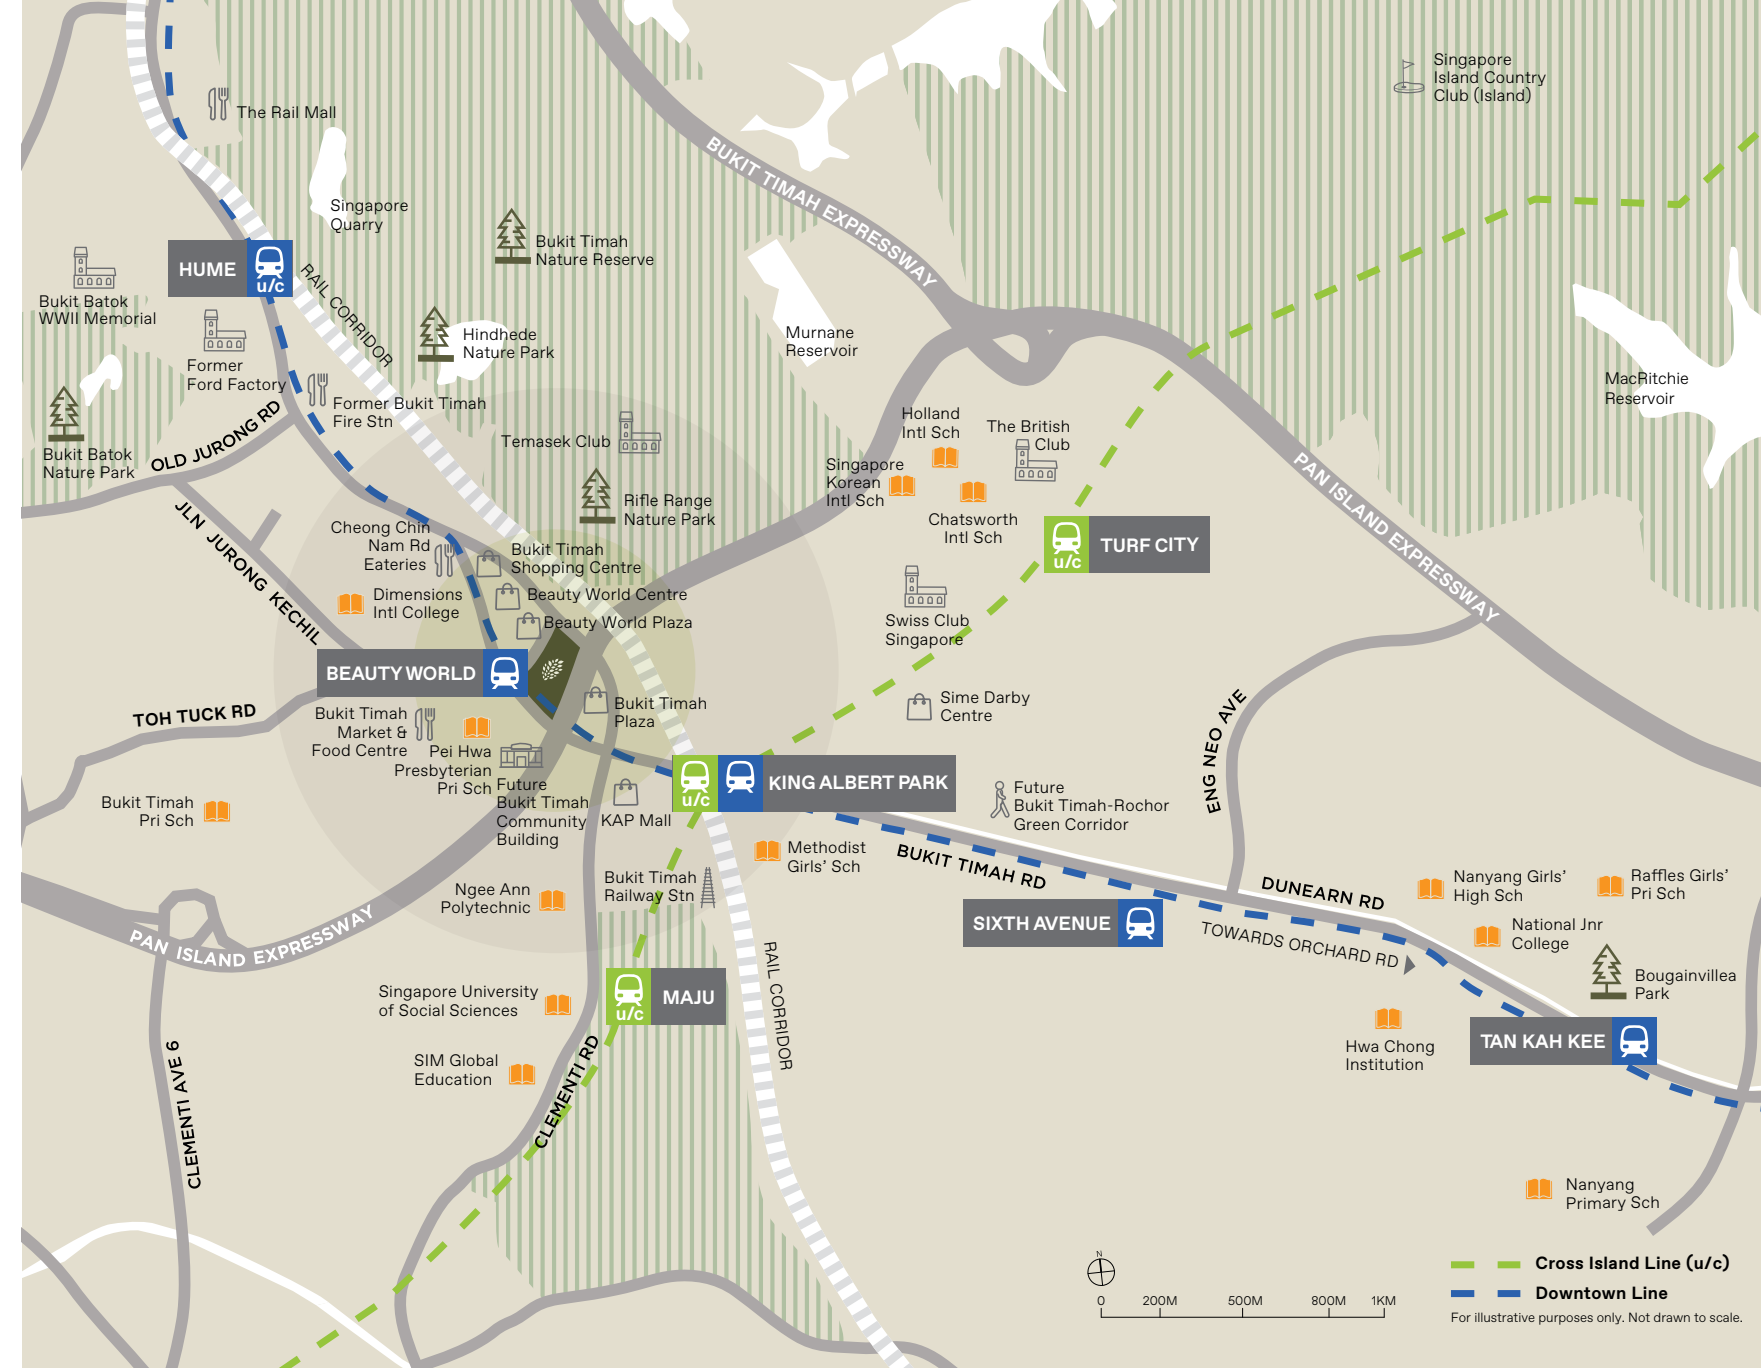 Singapore
Island Country
Club (Island)
The Rail Mall
BUKIT TIMAH EXPRESSWAY
Singapore
Quarry
Bukit Timah
Nature Reserve
HUME
u/c
RAIL CORRIDOR
Bukit Batok
WWII Memorial
Hindhede
Nature Park
Murnane
Reservoir
Former
Ford Factory
MacRitchie
Reservoir
Former Bukit Timah
Fire Stn
OLD JURONG RD
Bukit Batok
Nature Park
Temasek Club
Holland
Intl Sch
The British
Club
Singapore
Korean
Intl Sch
PAN ISLAND EXPRESSWAY
Rifle Range
Nature Park
Chatsworth
Intl Sch
JLN JURONG KECHIL
Cheong Chin
Nam Rd
Eateries
Bukit Timah
Shopping Centre
u/c
TURF CITY
Dimensions
Intl College
Beauty World Centre
Beauty World Plaza
Swiss Club
Singapore
BEAUTY WORLD
TOH TUCK RD
Bukit Timah
Market &
Food Centre
Bukit Timah
Plaza
Sime Darby
Centre
ENG NEO AVE
Pei Hwa
Presbyterian
Pri Sch
Future
Bukit Timah
Community
Building
u/c
KING ALBERT PARK
KAP Mall
Bukit Timah
Pri Sch
Future
Bukit Timah-Rochor
Green Corridor
Methodist
Girls' Sch
BUKIT TIMAH RD
DUNEARN RD
Nanyang Girls'
High Sch
Raffles Girls'
Pri Sch
Ngee Ann
Polytechnic
Bukit Timah
Railway Stn
SIXTH AVENUE
National Jnr
College
PAN ISLAND EXPRESSWAY
TOWARDS ORCHARD RD
Bougainvillea
Park
Singapore University
of Social Sciences
u/c
MAJU
RAIL CORRIDOR
TAN KAH KEE
Hwa Chong
Institution
SIM Global
Education
CLEMENTI RD
CLEMENTI AVE 6
Nanyang
Primary Sch
N
0 200M 500M 800M 1KM
Cross Island Line (u/c)
Downtown Line
For illustrative purposes only. Not drawn to scale.